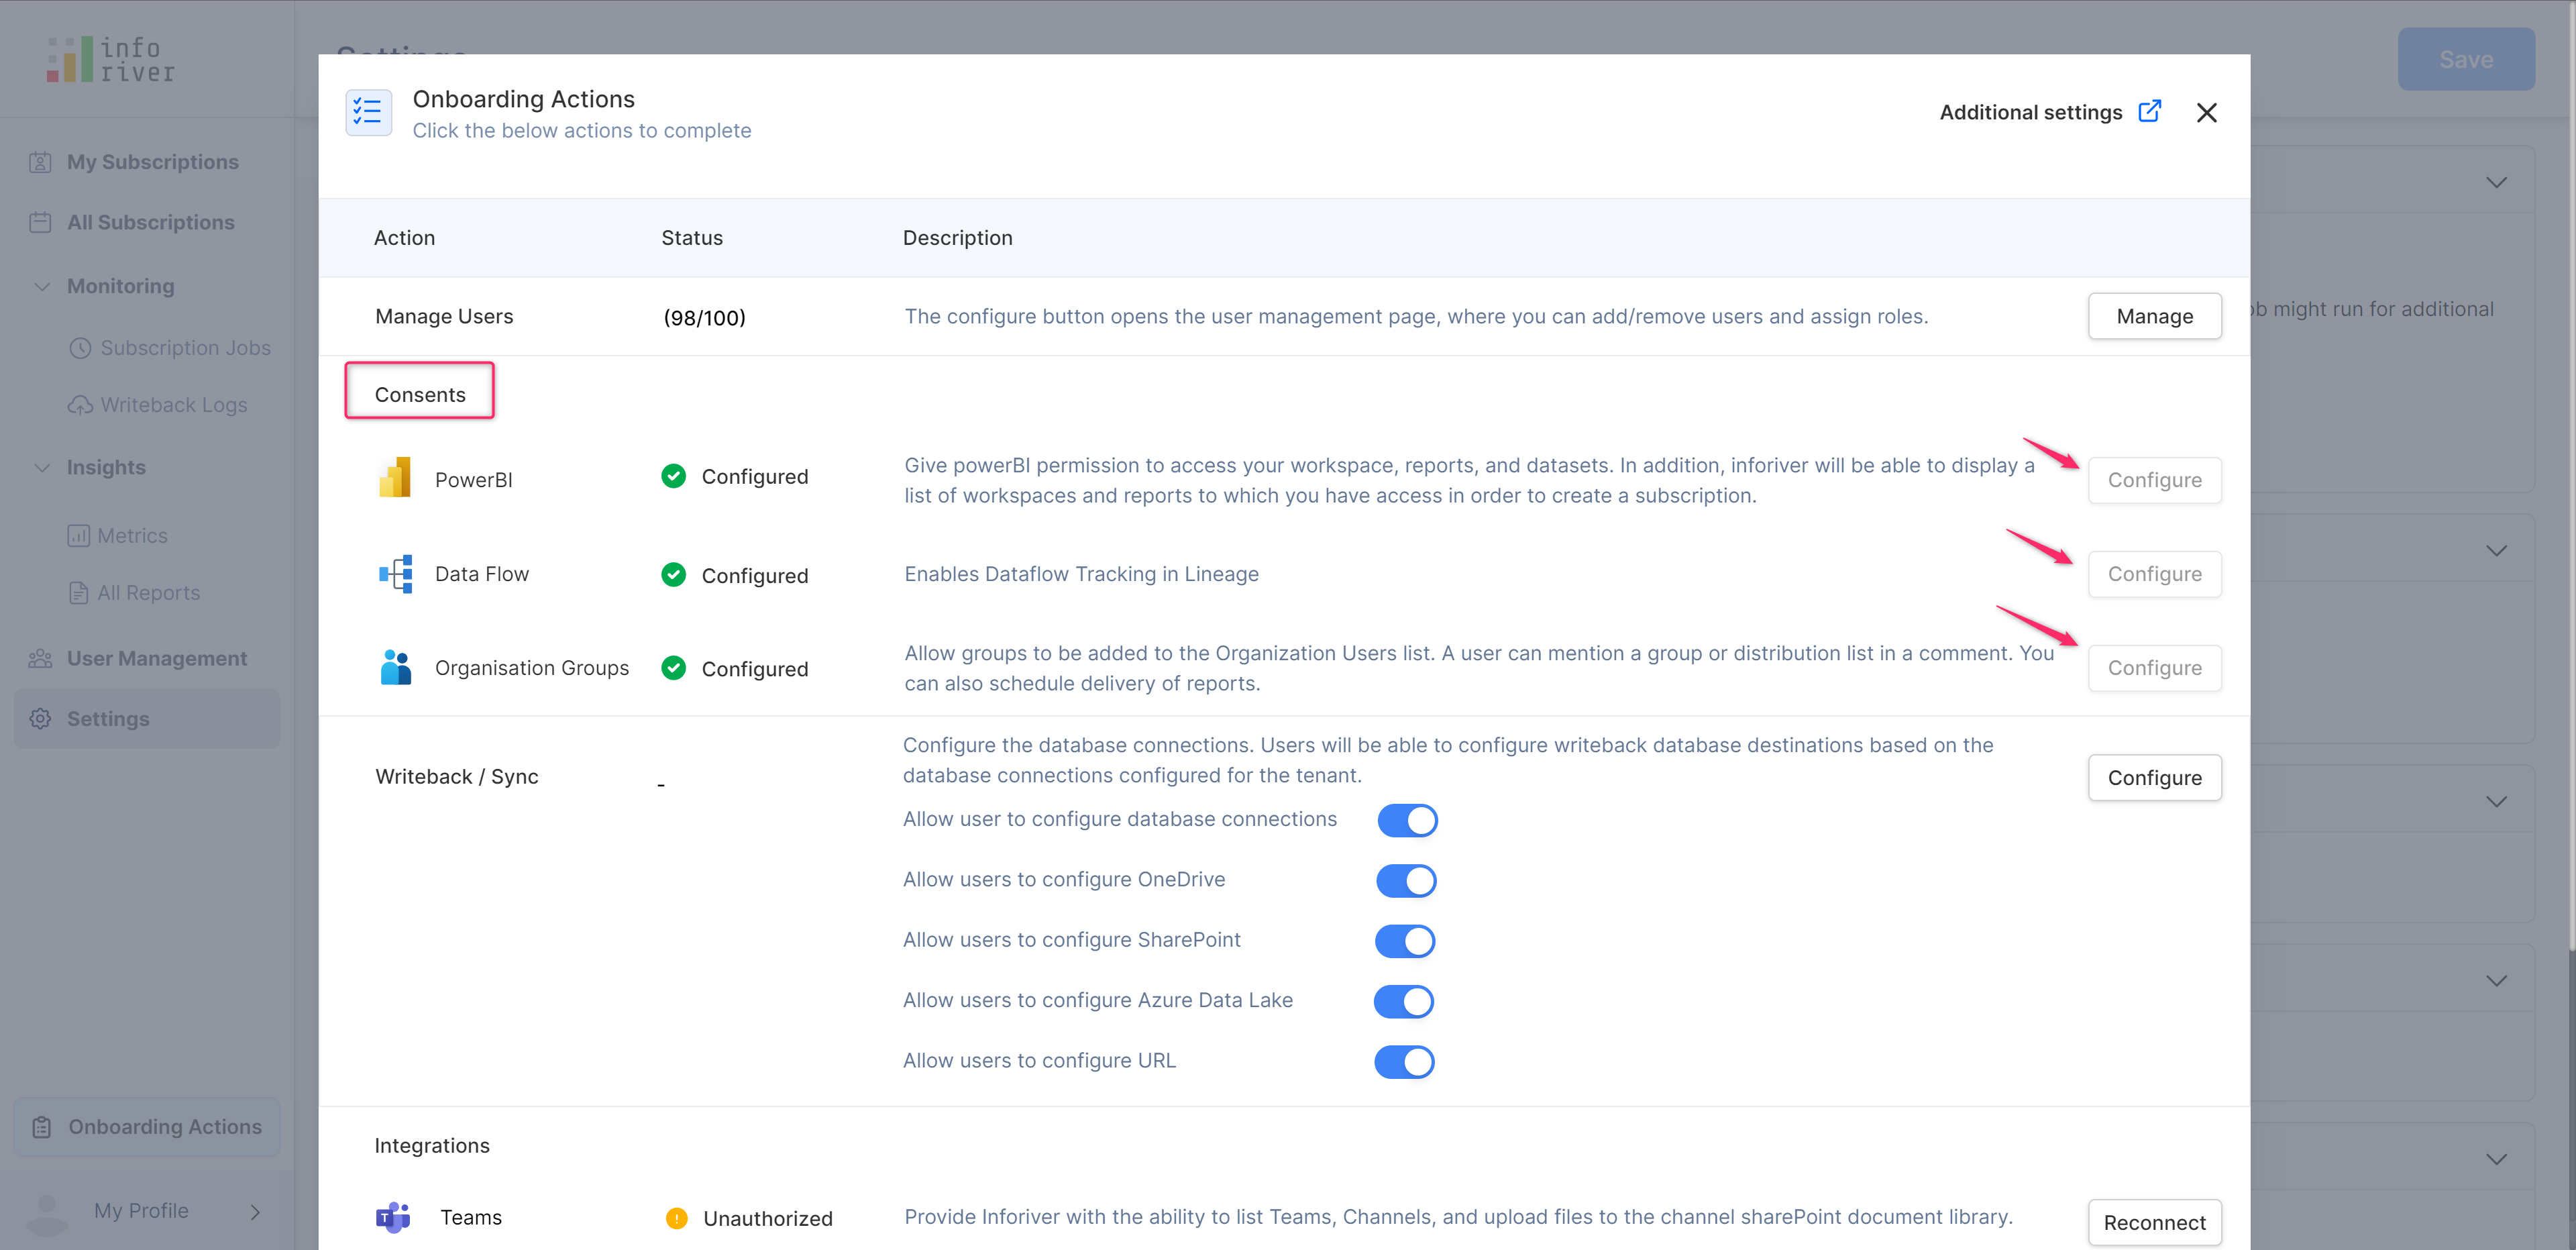 info
river
Settings
Save
My Subscriptions
All Subscriptions
Monitoring
Subscription Jobs
Writeback Logs
Insights
Metrics
All Reports
User Management
Settings
Onboarding Actions
My Profile
Onboarding Actions
Click the below actions to complete
Additional settings
Action Status Description
Manage Users (98/100) The configure button opens the user management page, where you can add/remove users and assign roles. Manage
might run for additional
Consents
PowerBI Configured
Give powerBI permission to access your workspace, reports, and datasets. In addition, inforiver will be able to display a
list of workspaces and reports to which you have access in order to create a subscription.
Configure
Data Flow Configured Enables Dataflow Tracking in Lineage Configure
Organisation Groups Configured
Allow groups to be added to the Organization Users list. A user can mention a group or distribution list in a comment. You
can also schedule delivery of reports.
Configure
Writeback / Sync -
Configure the database connections. Users will be able to configure writeback database destinations based on the
database connections configured for the tenant.
Configure
Allow user to configure database connections
Allow users to configure OneDrive
Allow users to configure SharePoint
Allow users to configure Azure Data Lake
Allow users to configure URL
Integrations
Teams ! Unauthorized Provide Inforiver with the ability to list Teams, Channels, and upload files to the channel sharePoint document library. Reconnect